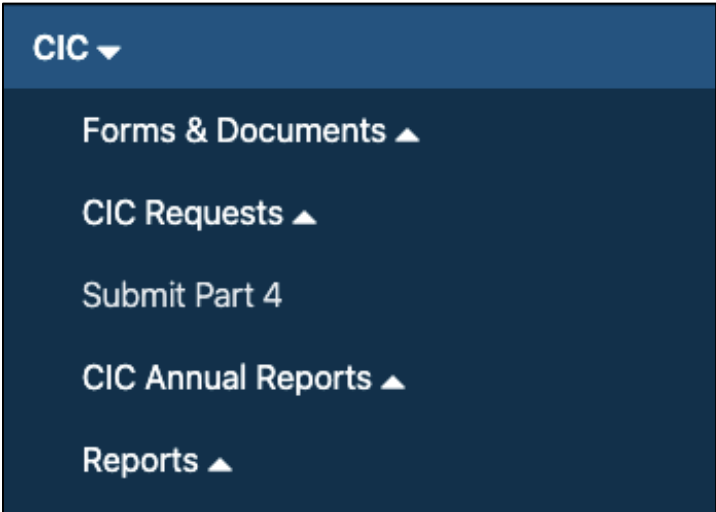 CIC
Forms & Documents
CIC Requests
Submit Part 4
CIC Annual Reports
Reports